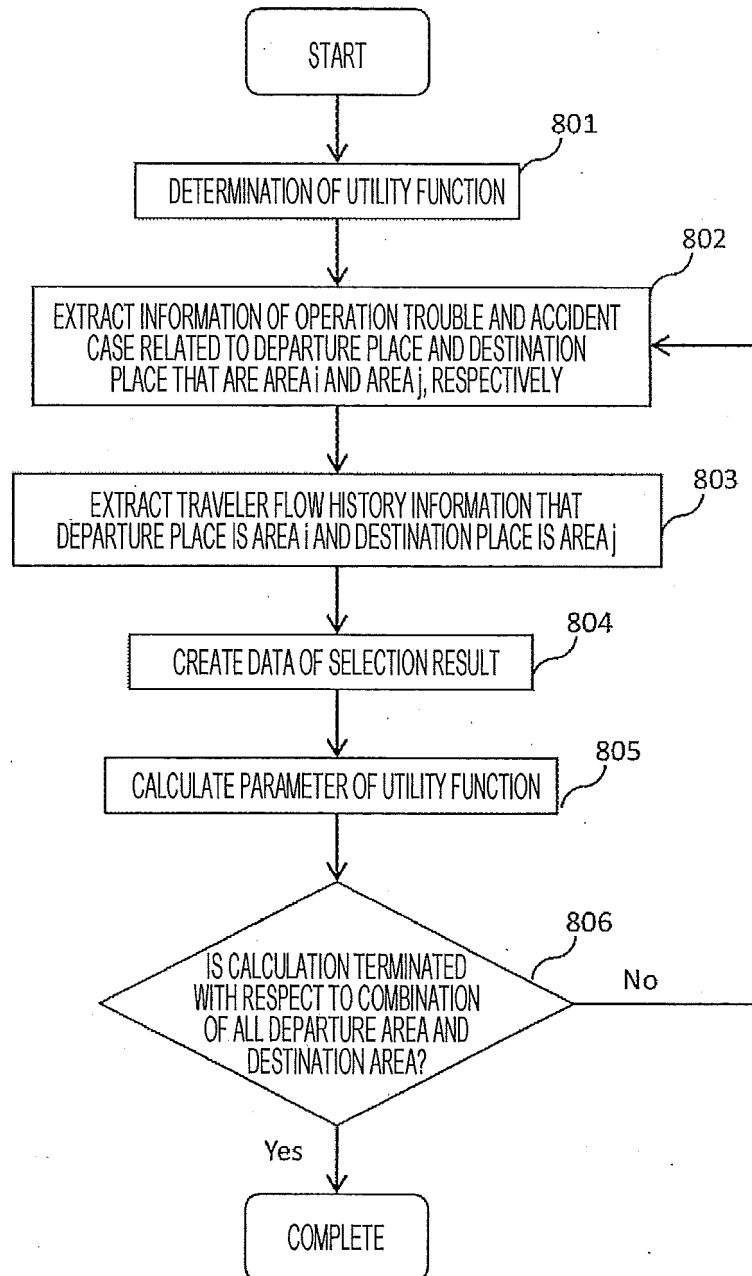 START
801
DETERMINATION OF UTILITY FUNCTION
802
EXTRACT INFORMATION OF OPERATION TROUBLE AND ACCIDENT
CASE RELATED TO DEPARTURE PLACE AND DESTINATION
PLACE THAT ARE AREA i AND AREA j, RESPECTIVELY
803
EXTRACT TRAVELER FLOW HISTORY INFORMATION THAT
DEPARTURE PLACE IS AREA i AND DESTINATION PLACE IS AREA j
804
CREATE DATA OF SELECTION RESULT
805
CALCULATE PARAMETER OF UTILITY FUNCTION
806
IS CALCULATION TERMINATED
WITH RESPECT TO COMBINATION
OF ALL DEPARTURE AREA AND
DESTINATION AREA?
No
Yes
COMPLETE